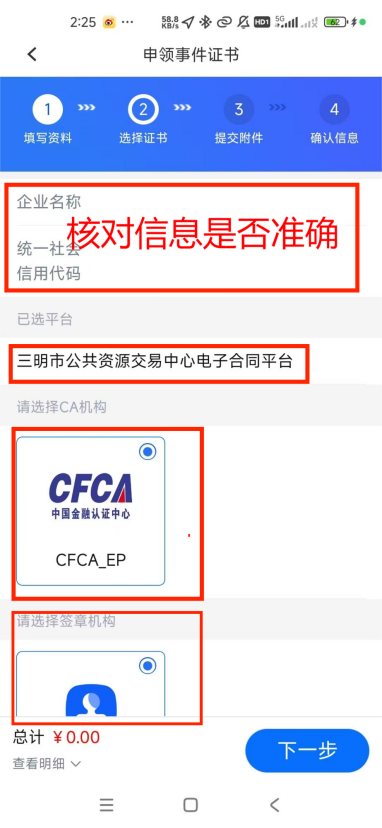 2:25
58.8
KB/s
HD1
5G
62
申领事件证书
1
2
3
4
填写资料
选择证书
提交附件
确认信息
企业名称
核对信息是否准确
统一社会
信用代码
已选平台
三明市公共资源交易中心电子合同平台
请选择CA机构
CFCA
中国金融认证中心
CFCA_EP
请选择签章机构
总计 ¥0.00
查看明细
下一步